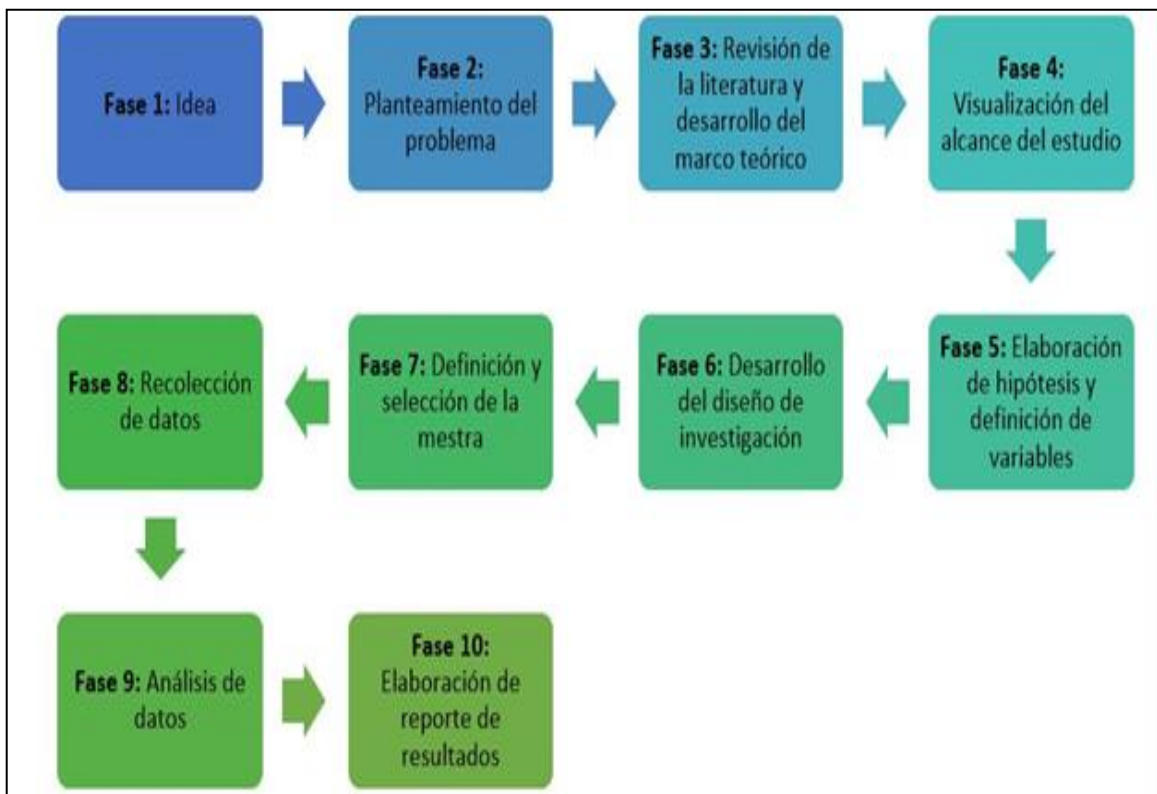 Fase 1: Idea
Fase 2:
Planteamiento del
problema
Fase 3: Revisión de
la literatura y
desarrollo del
marco teórico
Fase 4:
Visualización del
alcance del estudio
Fase 5: Elaboración
de hipótesis y
definición de
variables
Fase 6: Desarrollo
del diseño de
investigación
Fase 7: Definición y
selección de la
mestra
Fase 8: Recolección
de datos
Fase 9: Análisis de
datos
Fase 10:
Elaboración de
reporte de
resultados